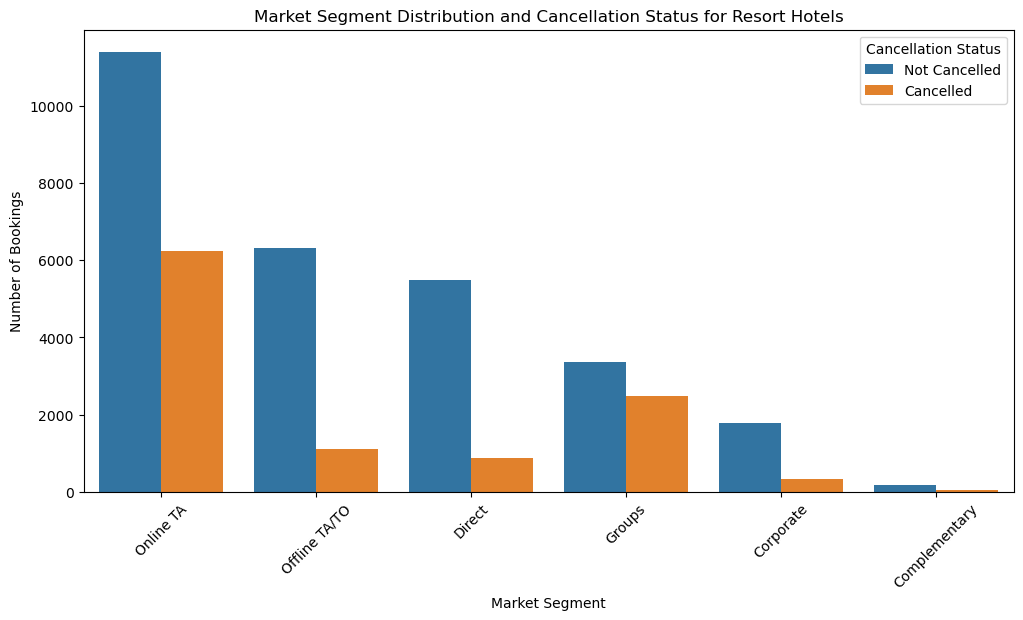 Market Segment Distribution and Cancellation Status for Resort Hotels
Cancellation Status
Not Cancelled
Cancelled
Number of Bookings
10000
8000
6000
4000
2000
0
Online TA
Offline TA/TO
Direct
Groups
Corporate
Complementary
Market Segment